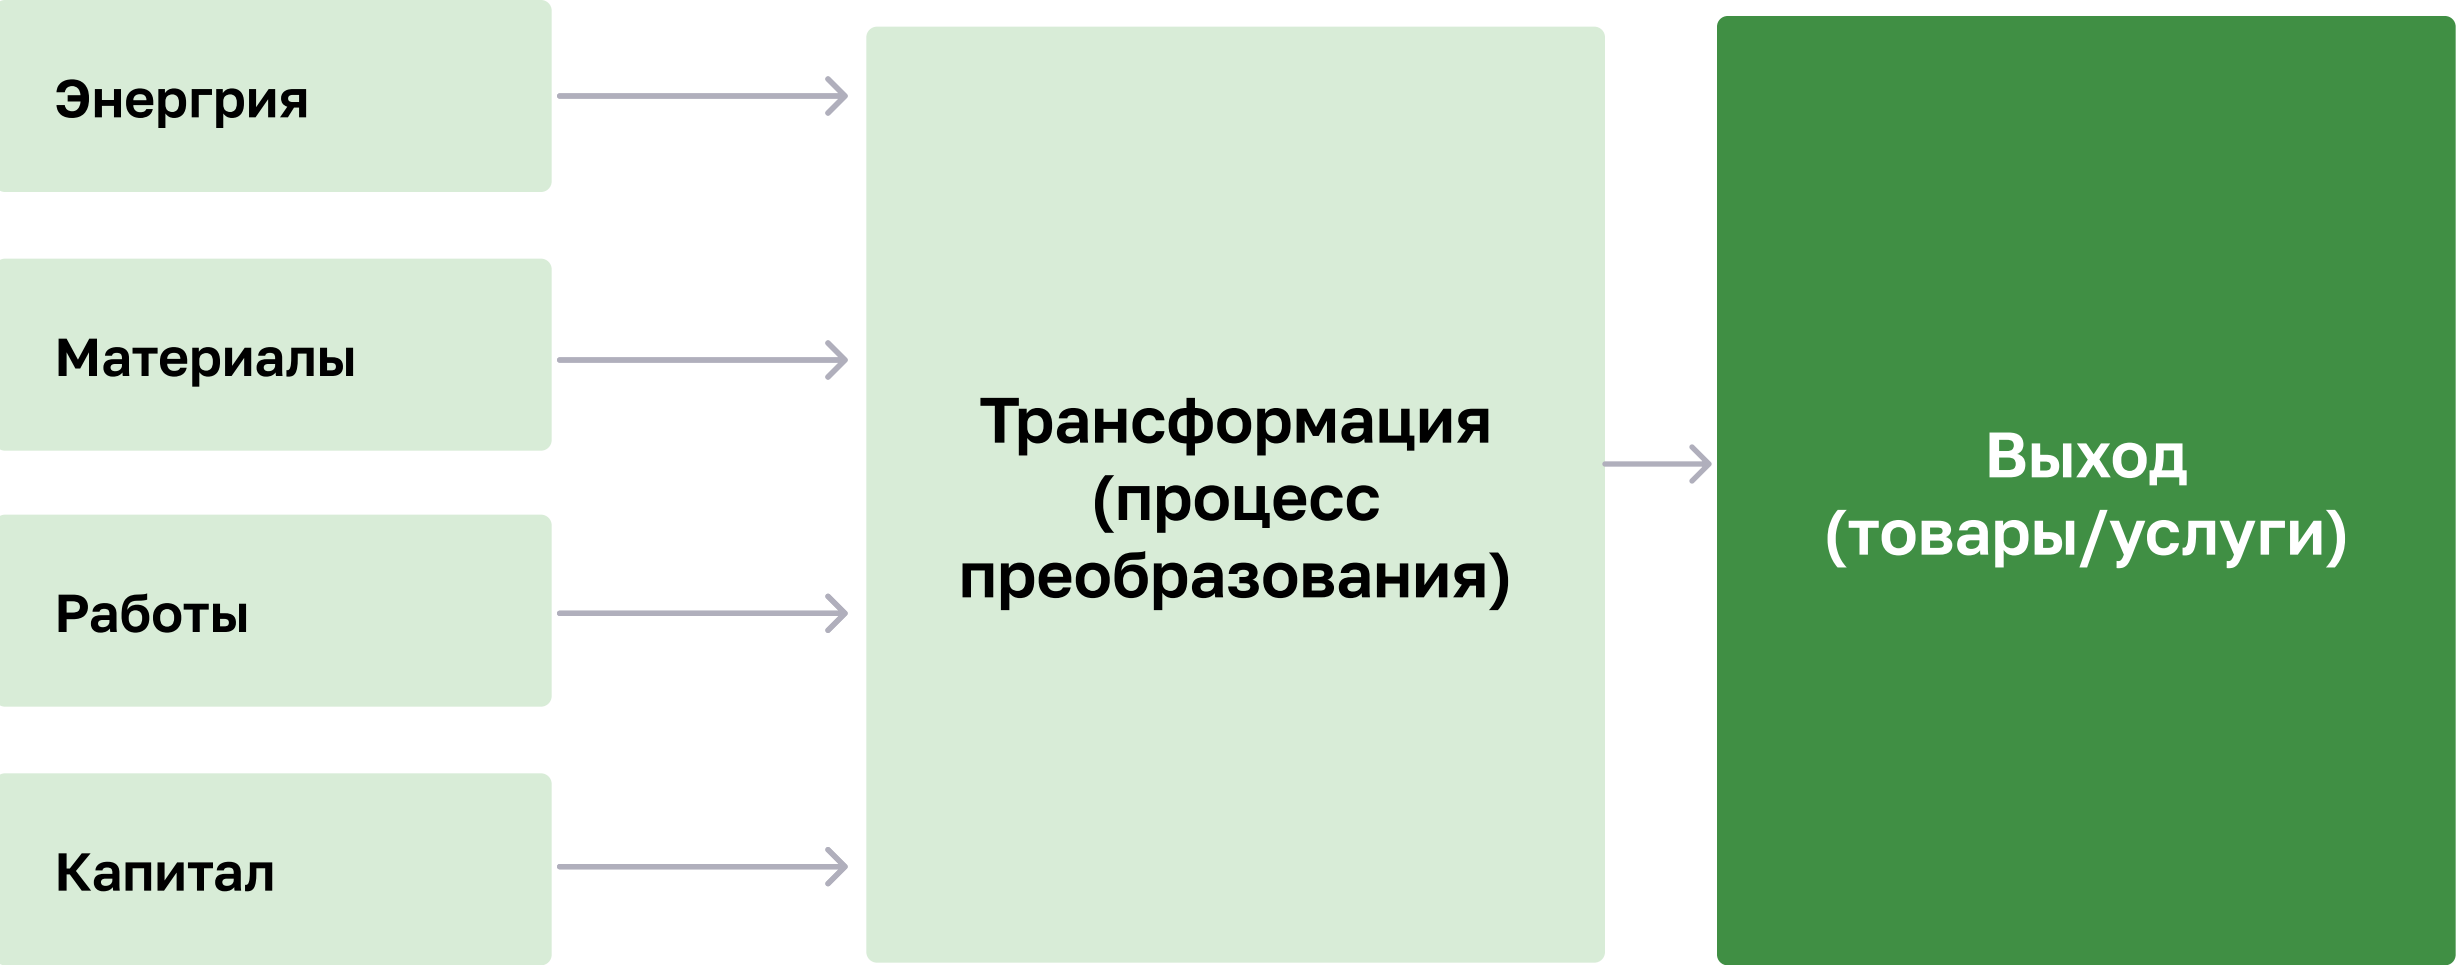 Энергрия
Материалы
Работы
Капитал
Трансформация
(процесс
преобразования)
Выход
(товары/услуги)